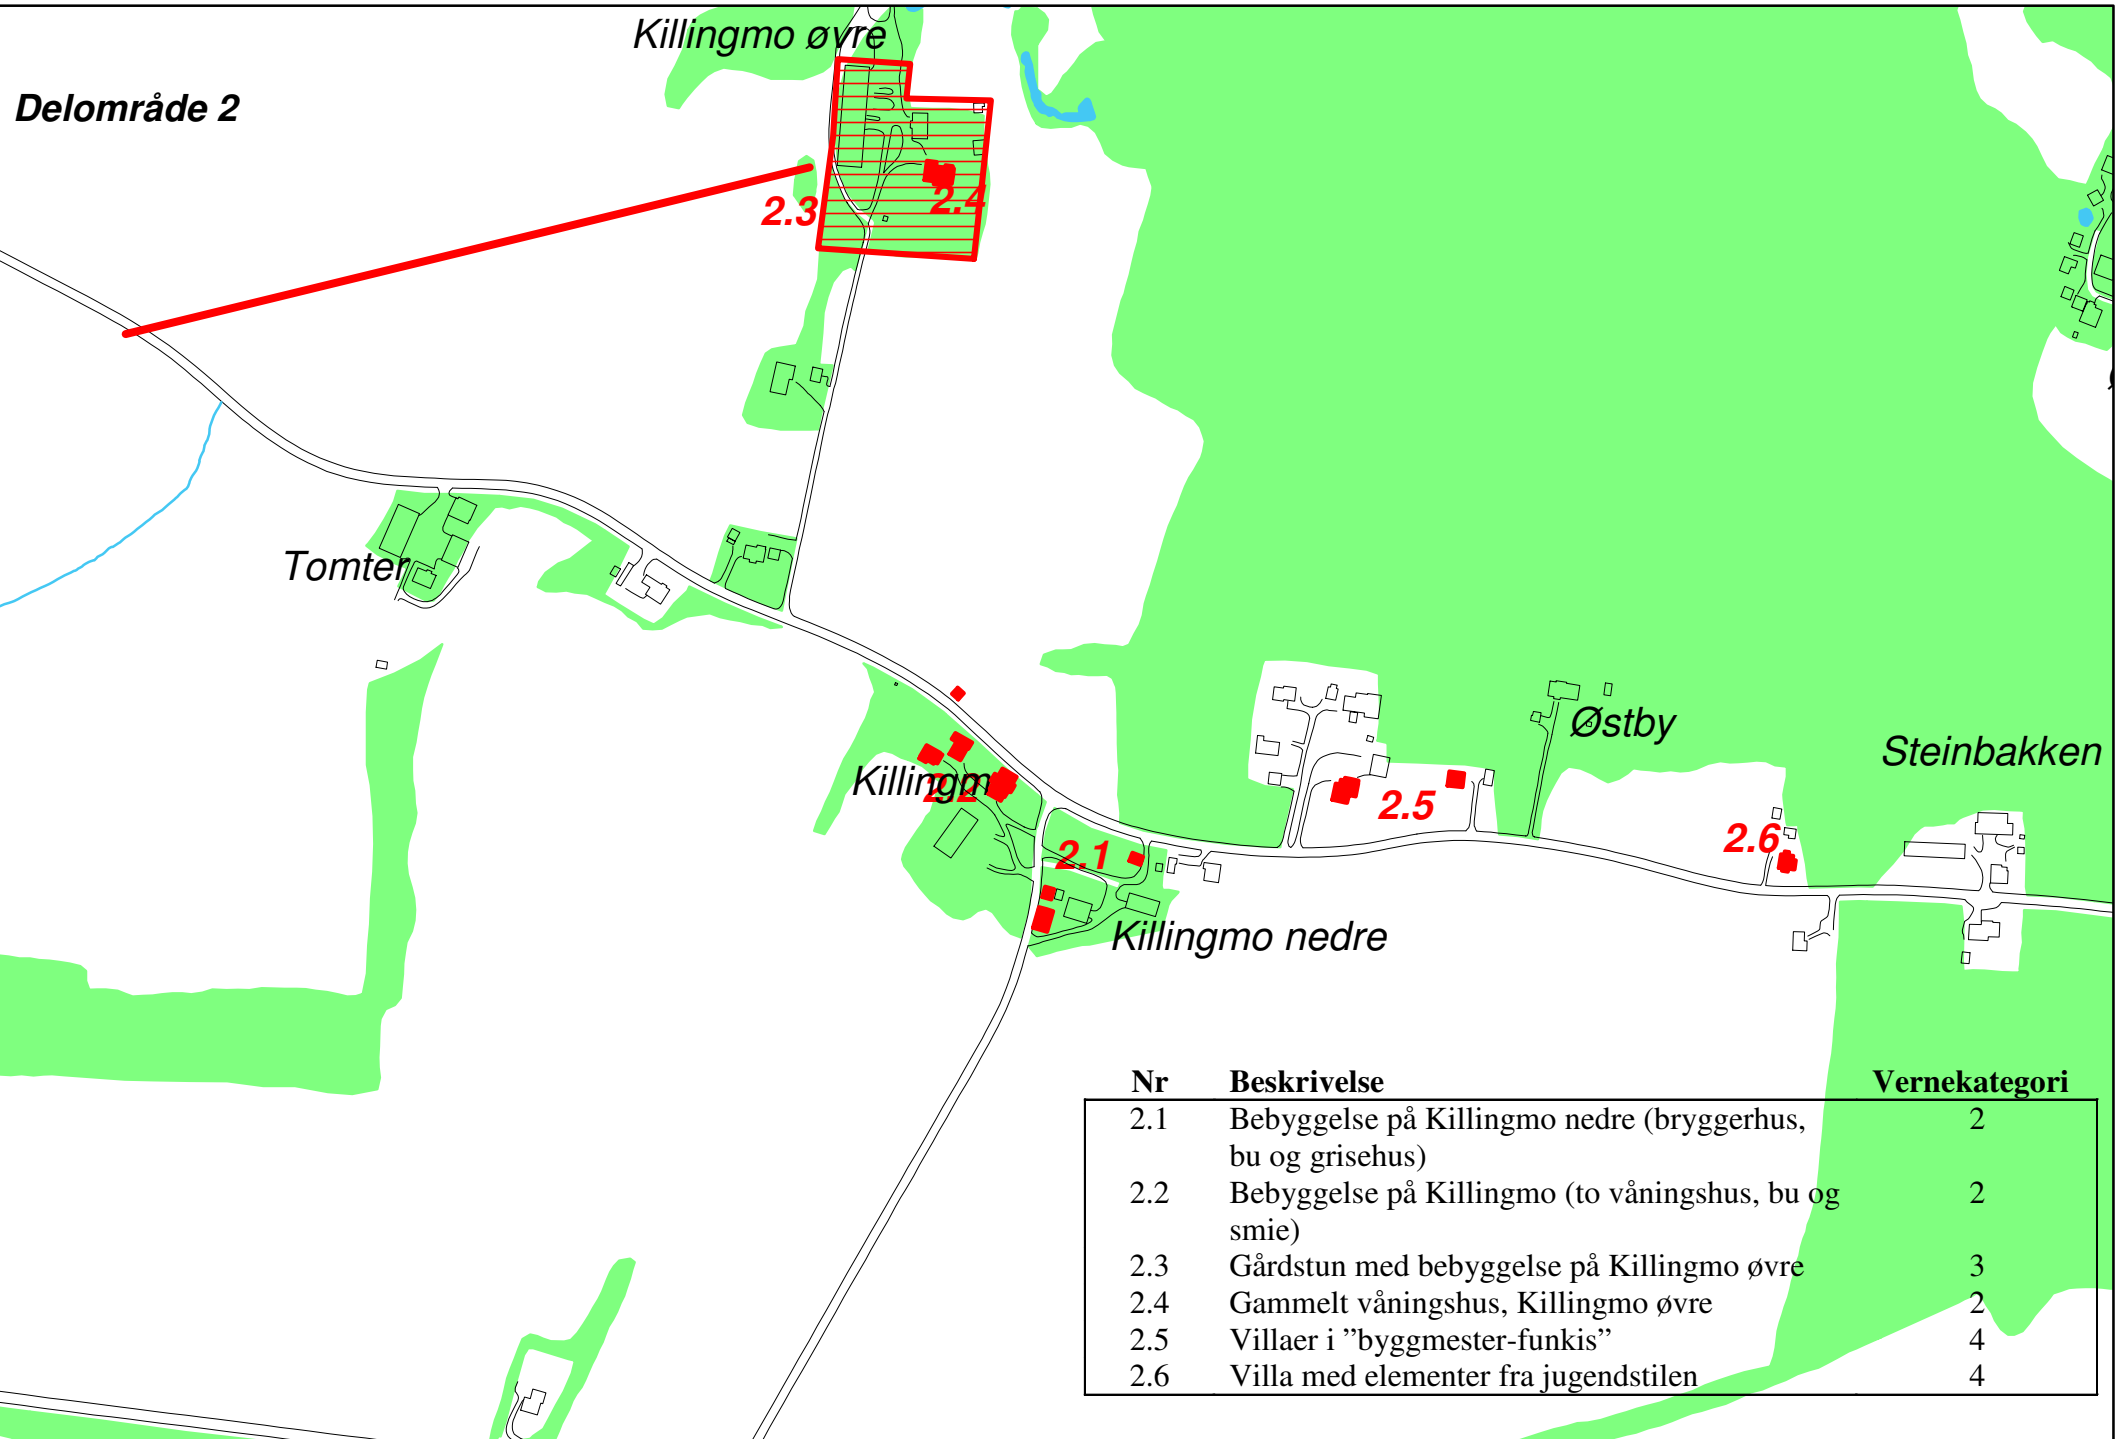 Killingmo øvre
Delområde 2
2.3
2.4
Tomter
Østby
Steinbakken
Killingm
2.2
2.5
2.6
2.1
Killingmo nedre
Nr Beskrivelse Vernekategori
2.1 Bebyggelse på Killingmo nedre (bryggerhus, 2
bu og grisehus)
2.2 Bebyggelse på Killingmo (to våningshus, bu og 2
smie)
2.3 Gårdstun med bebyggelse på Killingmo øvre 3
2.4 Gammelt våningshus, Killingmo øvre 2
2.5 Villaer i ”byggmester-funkis” 4
2.6 Villa med elementer fra jugendstilen 4